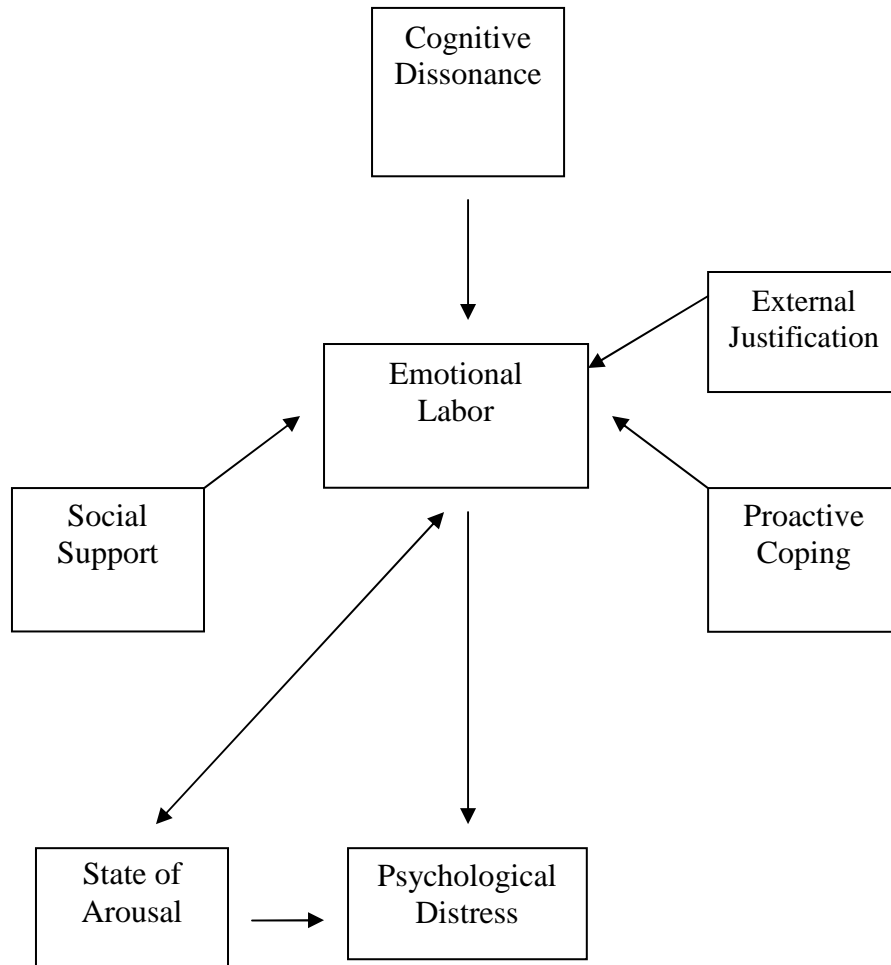 Cognitive
Dissonance
External
Justification
Emotional
Labor
Social
Support
Proactive
Coping
State of
Arousal
Psychological
Distress